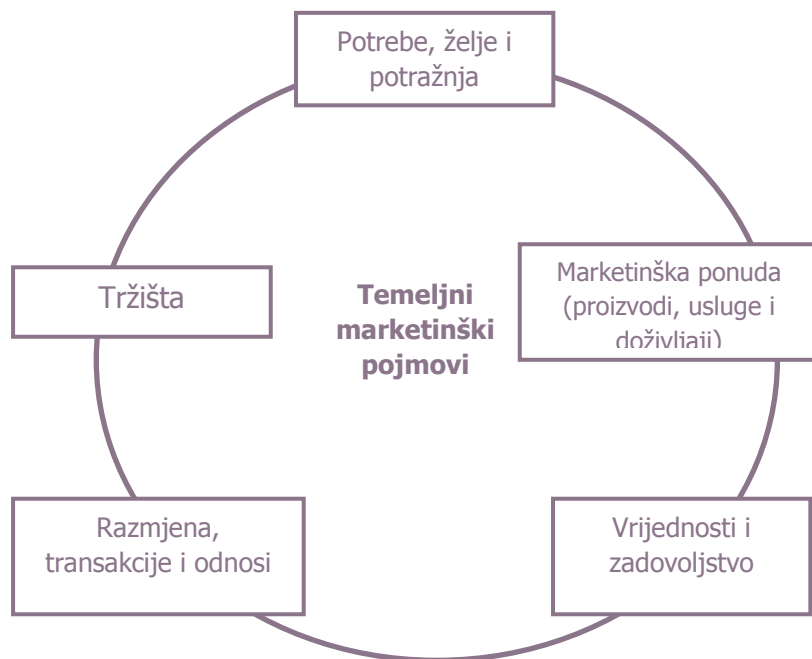 Potrebe, želje i
potražnja
Tržišta
Temeljni
marketinški
pojmovi
Marketinška ponuda
(proizvodi, usluge i
doživljaji)
Razmjena,
transakcije i odnosi
Vrijednosti i
zadovoljstvo